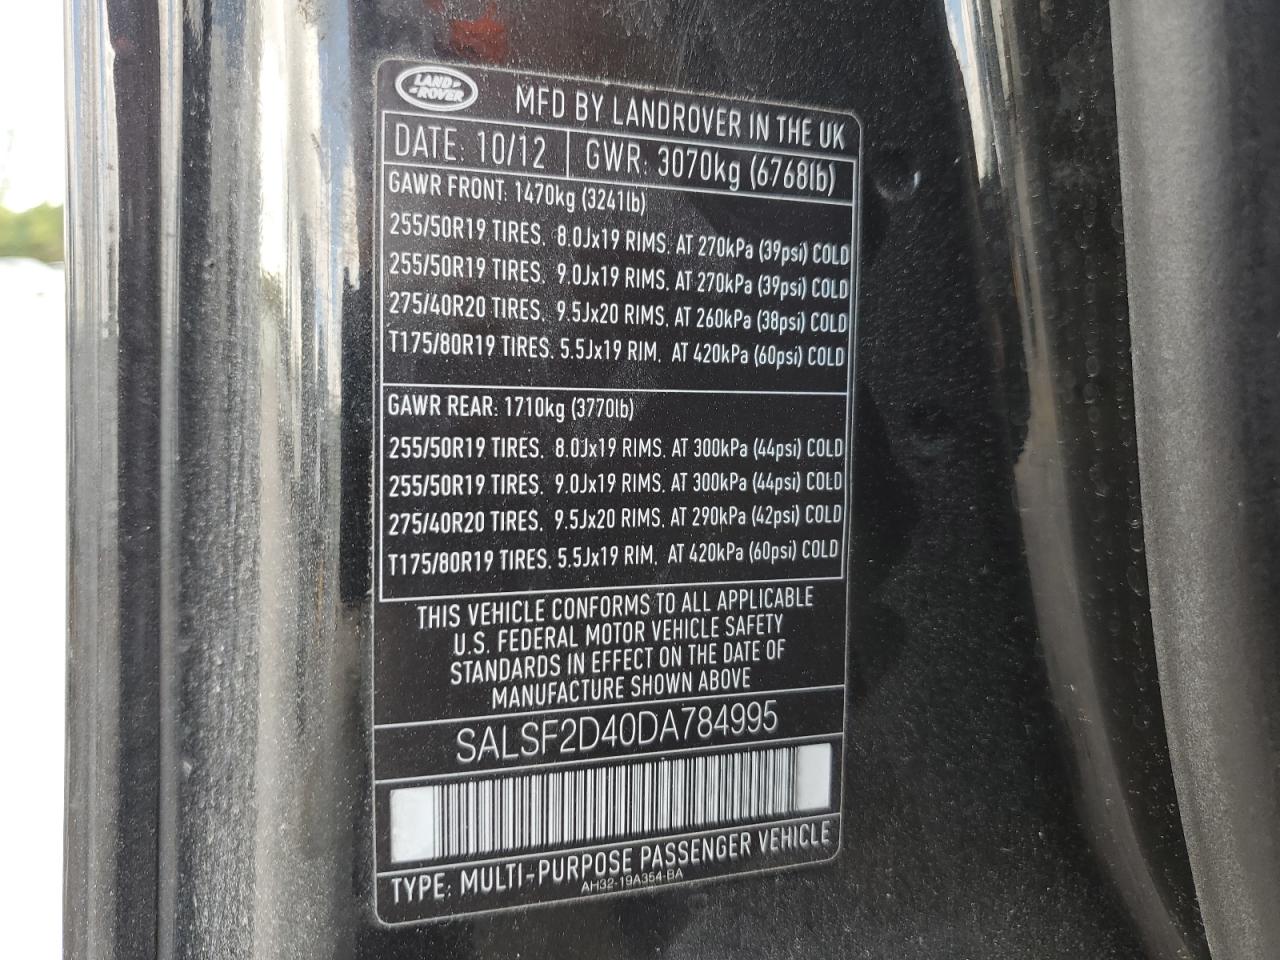 LAND
ROVER
MFD BY LANDROVER IN THE UK
DATE: 10/12 GWR: 3070kg (6768lb)
GAWR FRONT: 1470kg (3241lb)
255/50R19 TIRES. 8.0Jx19 RIMS. AT 270kPa (39psi) COLD
255/50R19 TIRES. 9.0Jx19 RIMS. AT 270kPa (39psi) COLD
275/40R20 TIRES. 9.5Jx20 RIMS. AT 260kPa (38psi) COLD
T175/80R19 TIRES. 5.5Jx19 RIM. AT 420kPa (60psi) COLD
GAWR REAR: 1710kg (3770lb)
255/50R19 TIRES. 8.0Jx19 RIMS. AT 300kPa (44psi) COLD
255/50R19 TIRES. 9.0Jx19 RIMS. AT 300kPa (44psi) COLD
275/40R20 TIRES. 9.5Jx20 RIMS. AT 290kPa (42psi) COLD
T175/80R19 TIRES. 5.5Jx19 RIM. AT 420kPa (60psi) COLD
THIS VEHICLE CONFORMS TO ALL APPLICABLE
U.S. FEDERAL MOTOR VEHICLE SAFETY
STANDARDS IN EFFECT ON THE DATE OF
MANUFACTURE SHOWN ABOVE
SALSF2D40DA784995
TYPE: MULTI-PURPOSE PASSENGER VEHICLE
AH32-19A354-BA